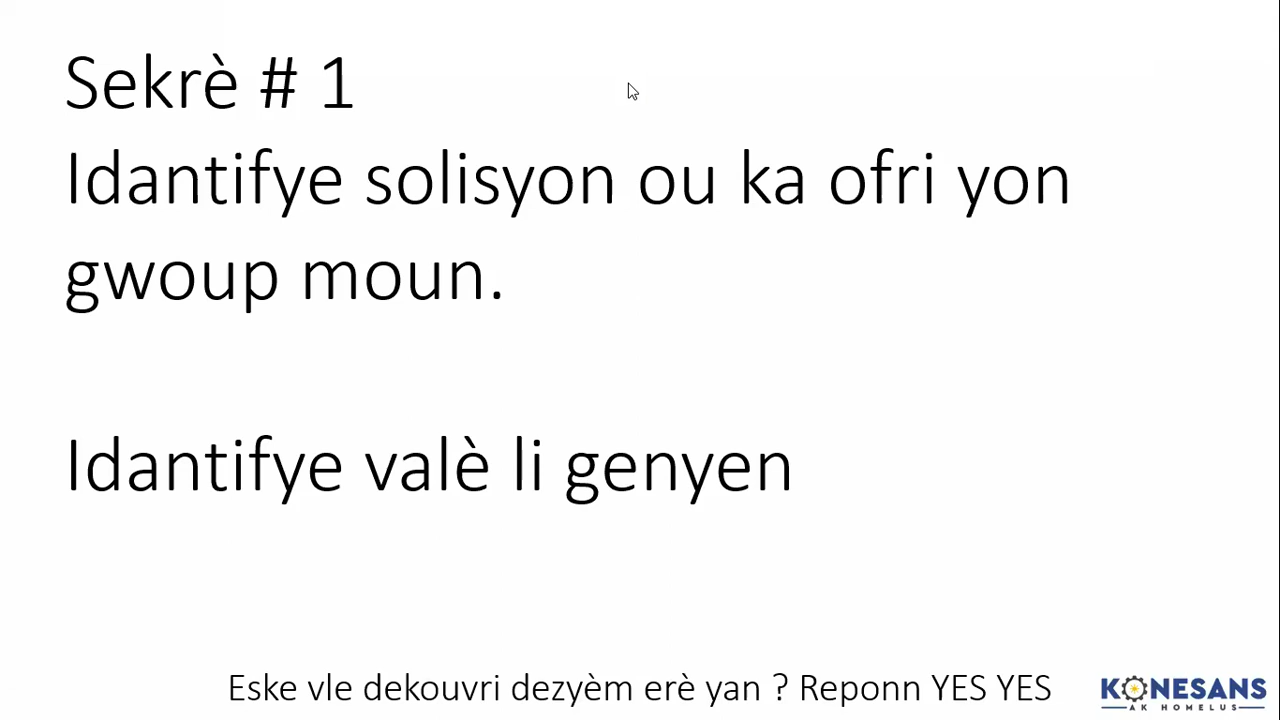 Sekrè # 1
Idantifye solisyon ou ka ofri yon
gwoup moun.
Idantifye valè li genyen
Eske vle dekouvri dezyèm erè yan ? Reponn YES YES
KONESANS
AK HOMELUS